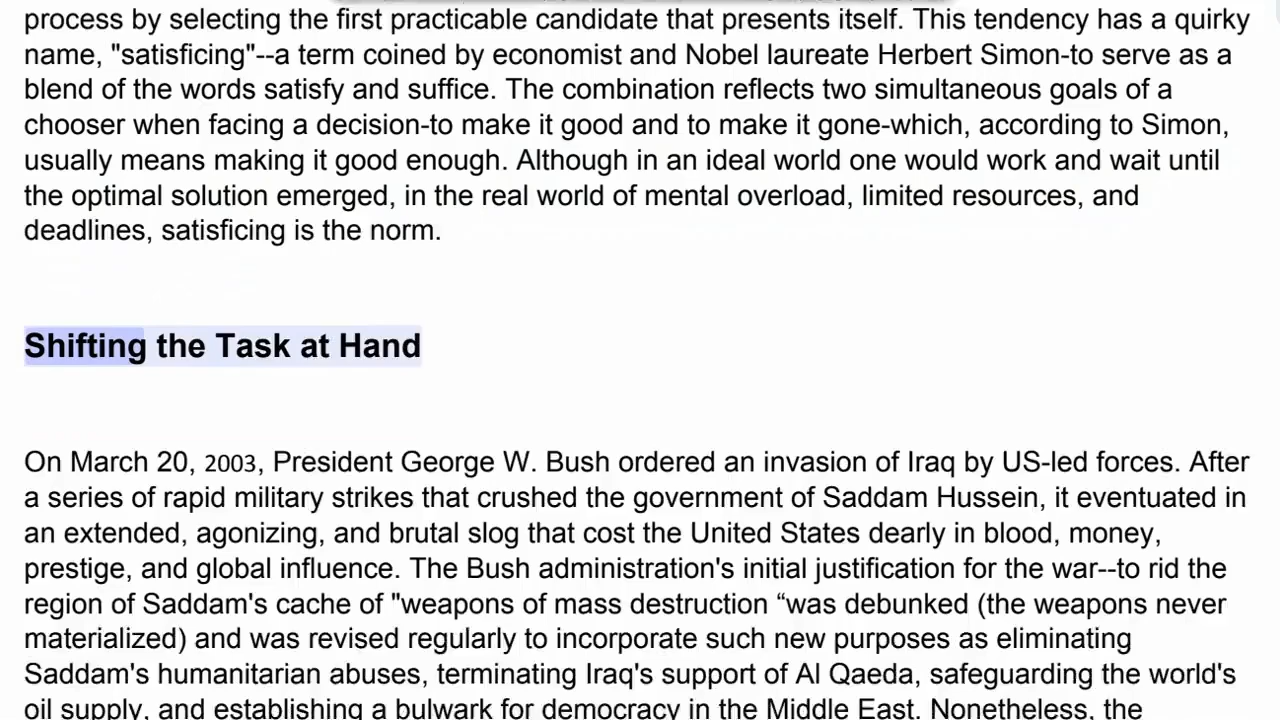 process by selecting the first practicable candidate that presents itself. This tendency has a quirky
name, "satisficing"--a term coined by economist and Nobel laureate Herbert Simon-to serve as a
blend of the words satisfy and suffice. The combination reflects two simultaneous goals of a
chooser when facing a decision-to make it good and to make it gone-which, according to Simon,
usually means making it good enough. Although in an ideal world one would work and wait until
the optimal solution emerged, in the real world of mental overload, limited resources, and
deadlines, satisficing is the norm.
Shifting the Task at Hand
On March 20, 2003, President George W. Bush ordered an invasion of Iraq by US-led forces. After
a series of rapid military strikes that crushed the government of Saddam Hussein, it eventuated in
an extended, agonizing, and brutal slog that cost the United States dearly in blood, money,
prestige, and global influence. The Bush administration's initial justification for the war--to rid the
region of Saddam's cache of "weapons of mass destruction “was debunked (the weapons never
materialized) and was revised regularly to incorporate such new purposes as eliminating
Saddam's humanitarian abuses, terminating Iraq's support of Al Qaeda, safeguarding the world's
oil supply, and establishing a bulwark for democracy in the Middle East. Nonetheless, the